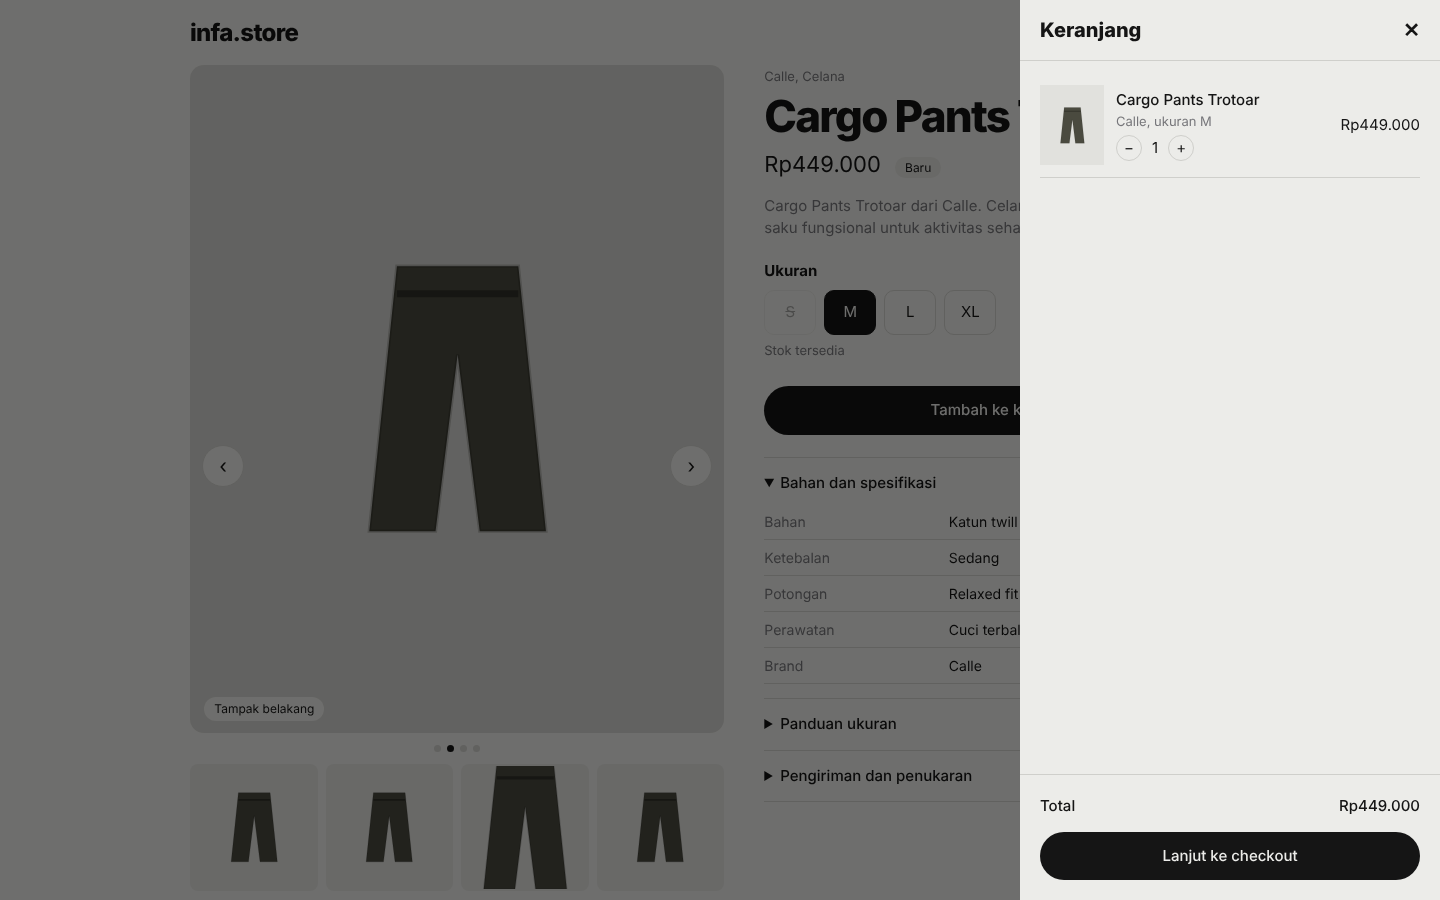 infa.store
Tampak belakang
Calle, Celana
Cargo Pants
Rp449.000 Baru
Cargo Pants Trotoar dari Calle.
saku fungsional untuk aktivitas
Ukuran
S M L XL
Stok tersedia
Tambah ke
Bahan dan spesifikasi
Bahan Katun twill
Ketebalan Sedang
Potongan Relaxed fit
Perawatan Cuci
Brand Calle
Panduan ukuran
Pengiriman dan penukaran
Keranjang ✕
Cargo Pants Trotoar
Calle, ukuran M
Rp449.000
− 1 +
Total Rp449.000
Lanjut ke checkout